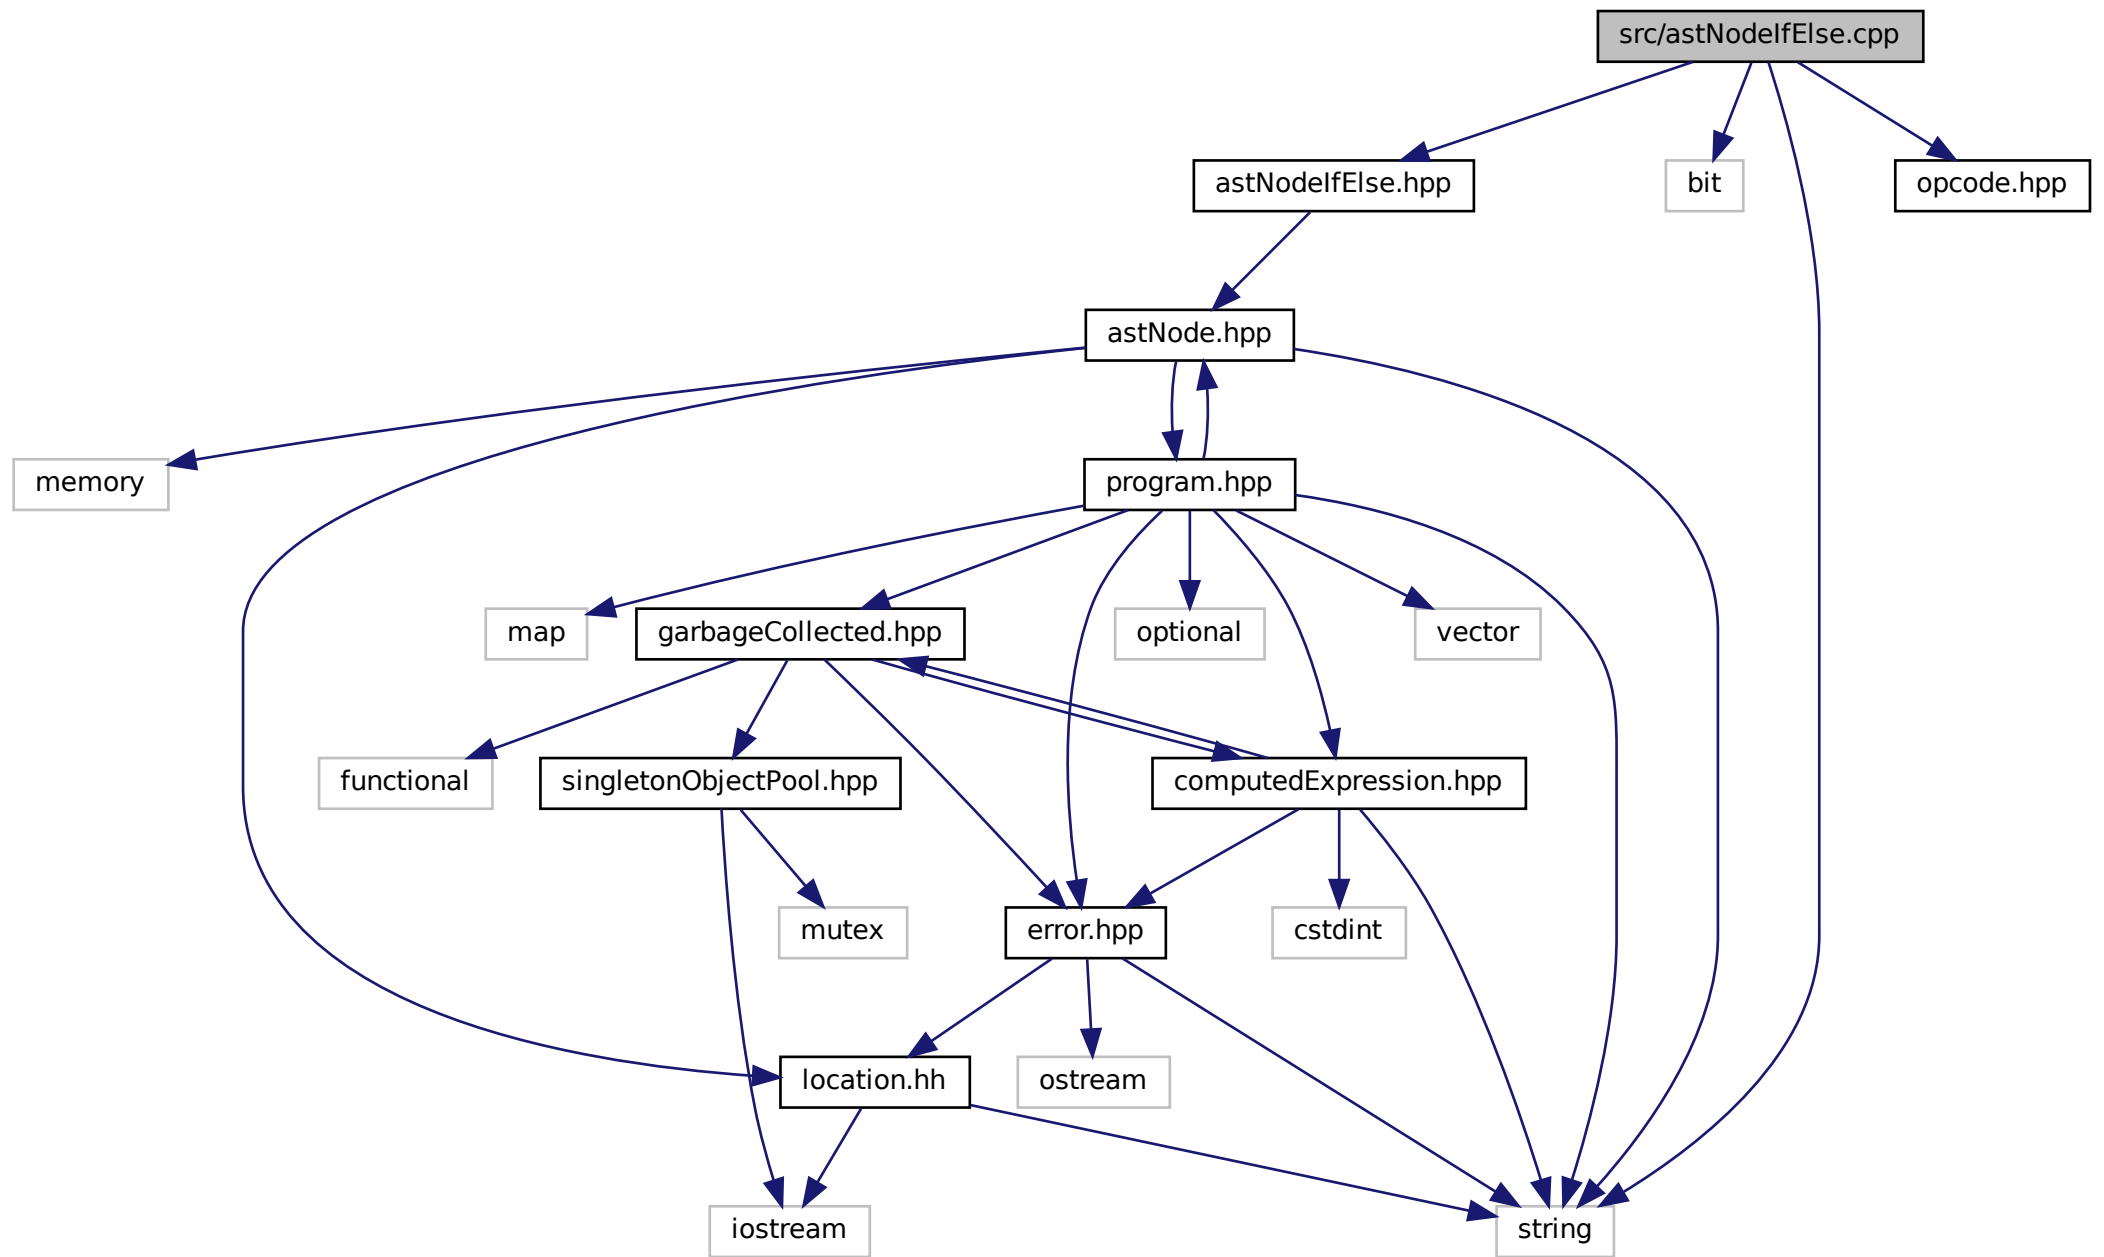 src/astNodeIfElse.cpp
astNodeIfElse.hpp
bit
opcode.hpp
astNode.hpp
memory
program.hpp
map
garbageCollected.hpp
optional
vector
functional
singletonObjectPool.hpp
computedExpression.hpp
mutex
error.hpp
cstdint
location.hh
ostream
iostream
string